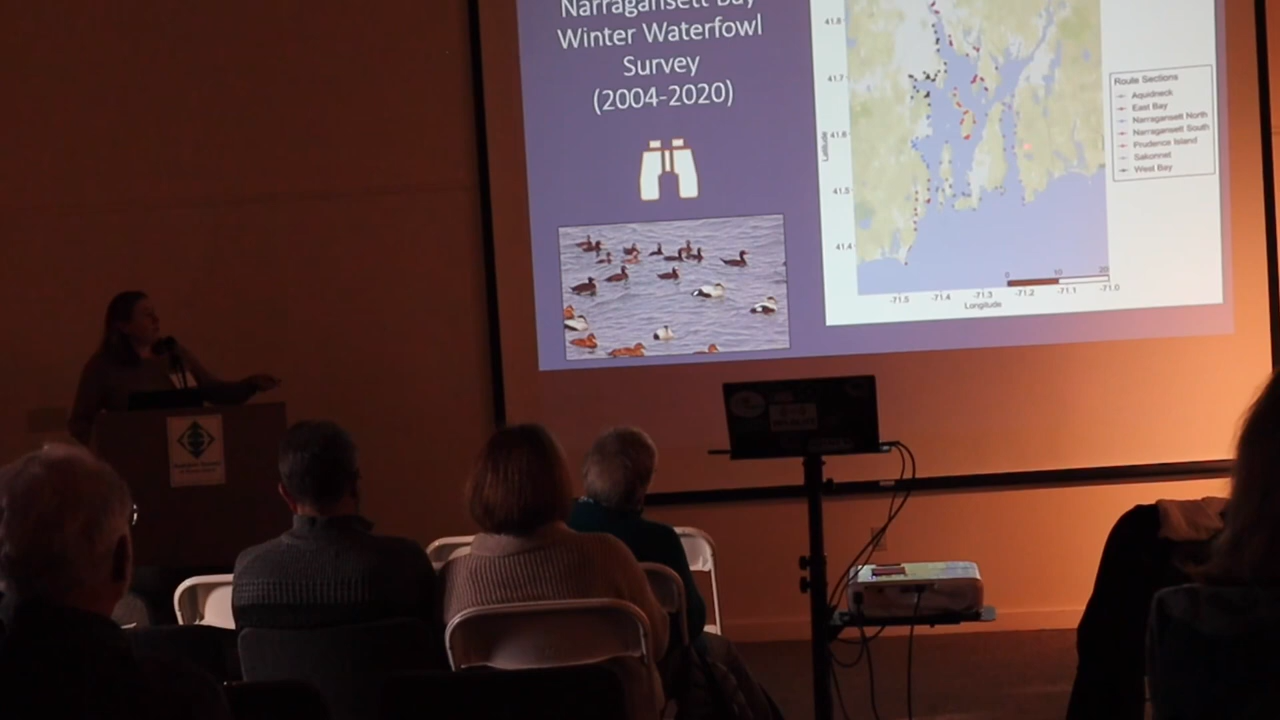 Narragansett Bay
Winter Waterfowl
Survey
(2004-2020)
41.8
41.7
41.6
41.5
41.4
Latitude
-71.5
-71.4
-71.3
-71.2
-71.1
-71.0
Longitude
0
10
20
Route Sections
Aquidneck
East Bay
Narragansett North
Narragansett South
Prudence Island
Sakonnet
West Bay